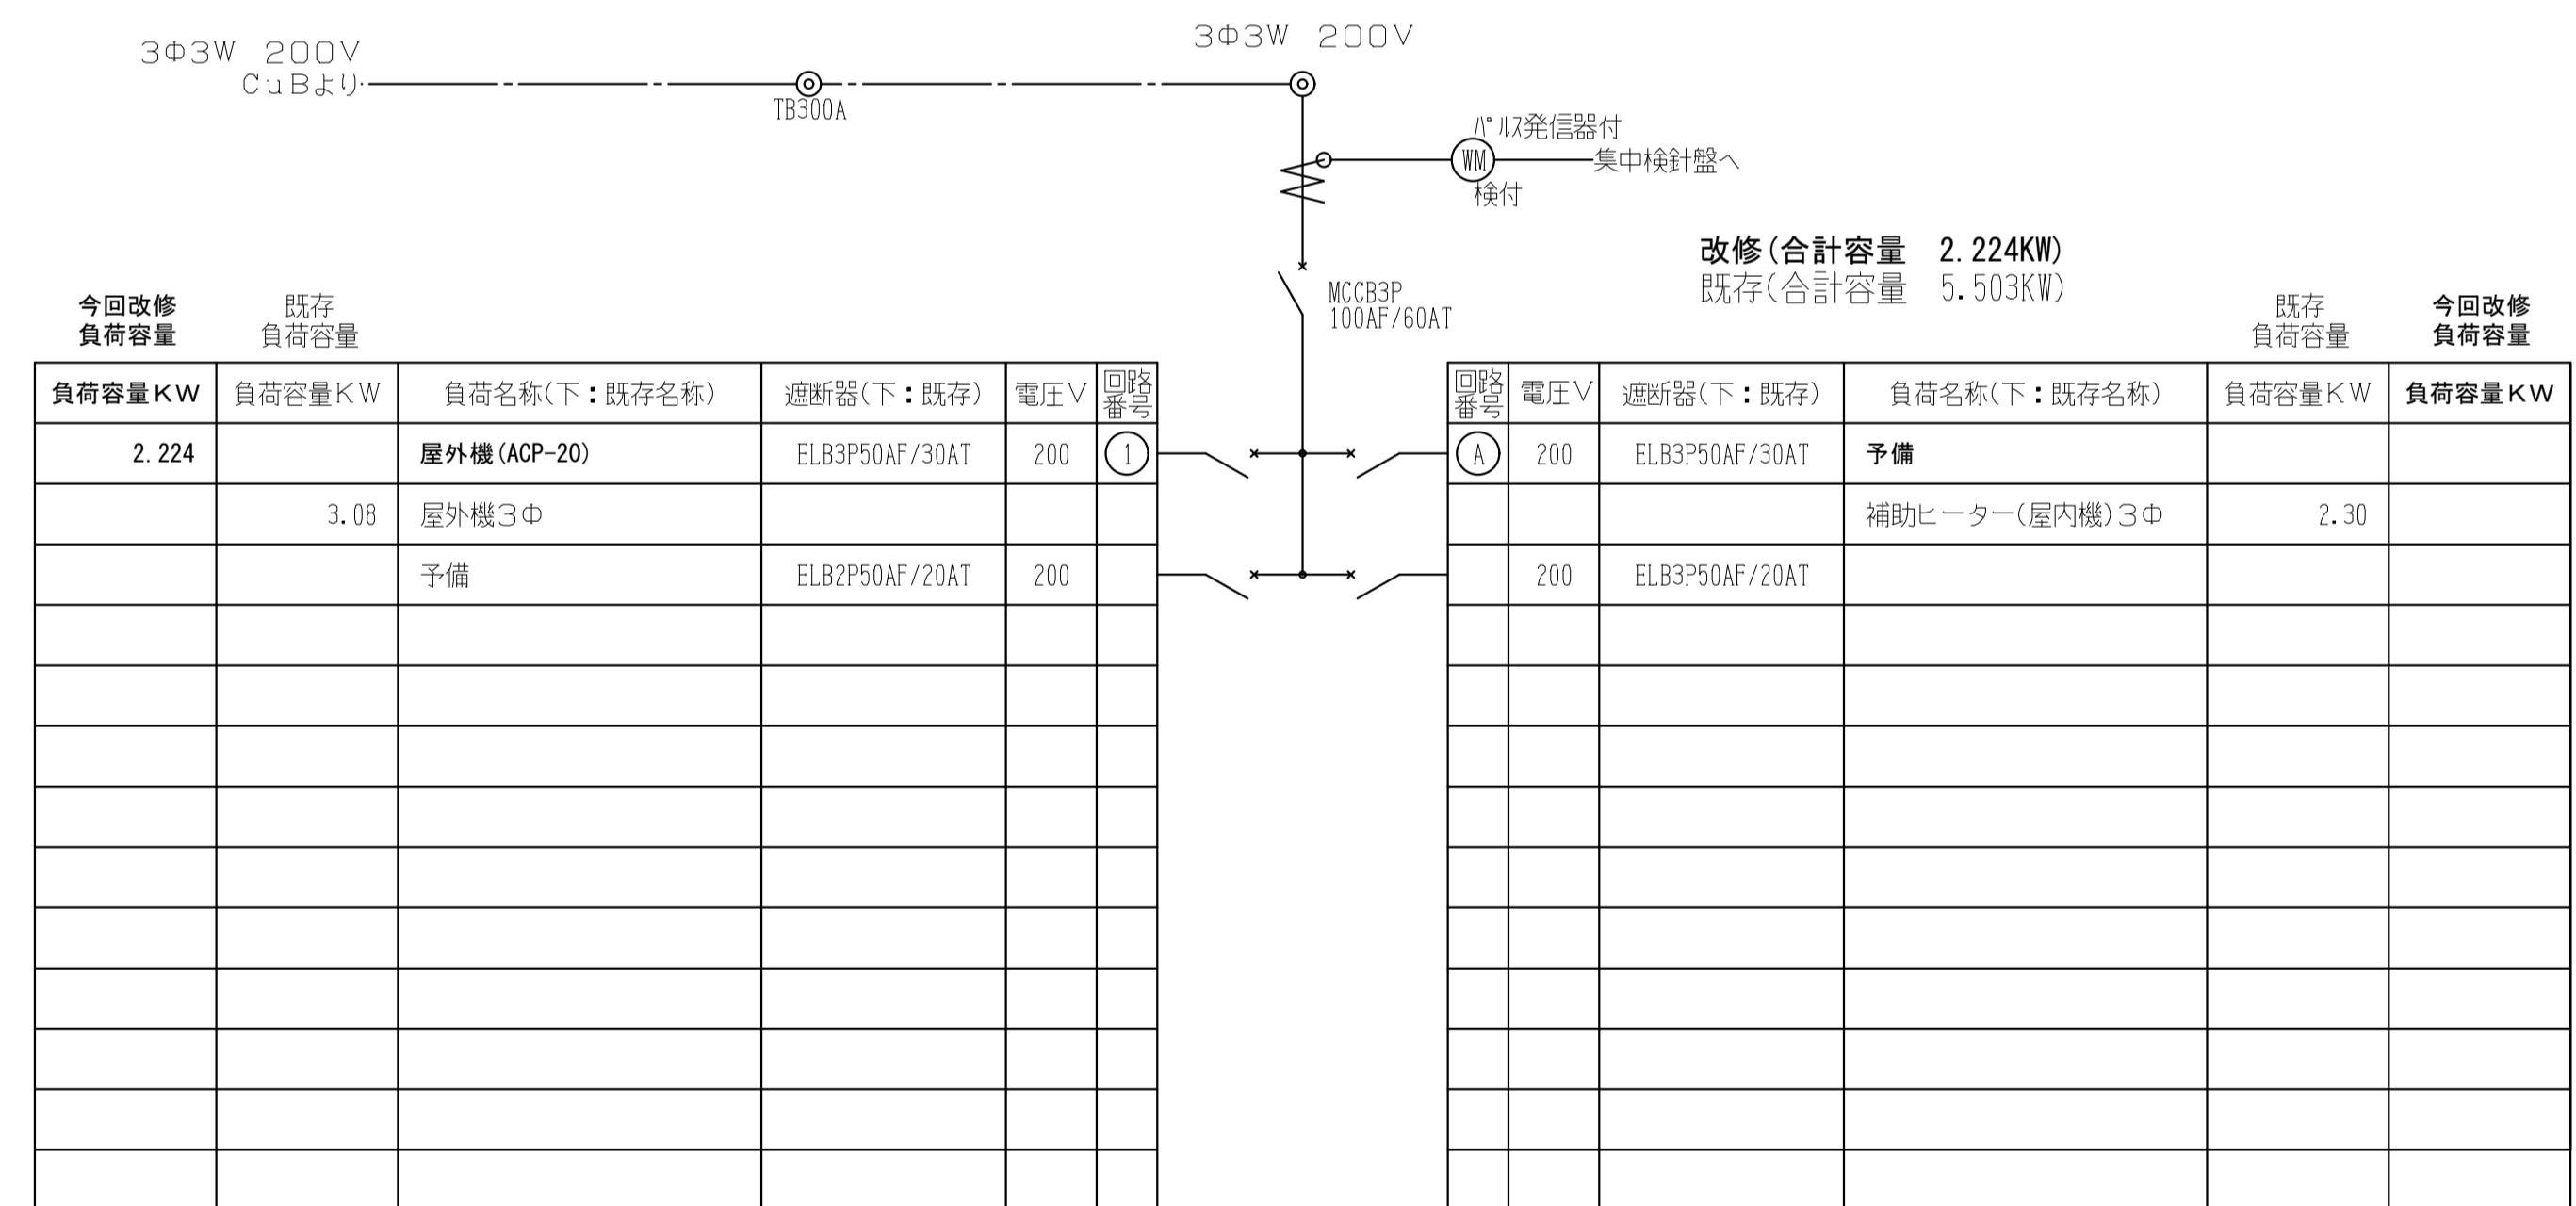 3Φ3W 200V
CuBより
3Φ3W 200V
TB300A
パルス発信器付
WM
集中検針盤へ
検付
MCCB3P
100AF/60AT
改修(合計容量 2.224KW)
既存(合計容量 5.503KW)
今回改修
負荷容量
既存
負荷容量
既存
負荷容量
今回改修
負荷容量
負荷容量KW 負荷容量KW 負荷名称(下:既存名称) 遮断器(下:既存) 電圧V 回路番号
2.224 屋外機(ACP-20) ELB3P50AF/30AT 200 1
3.08 屋外機3Φ
予備 ELB2P50AF/20AT 200
回路番号 電圧V 遮断器(下:既存) 負荷名称(下:既存名称) 負荷容量KW 負荷容量KW
A 200 ELB3P50AF/30AT 予備
補助ヒーター(屋内機)3Φ 2.30
200 ELB3P50AF/20AT